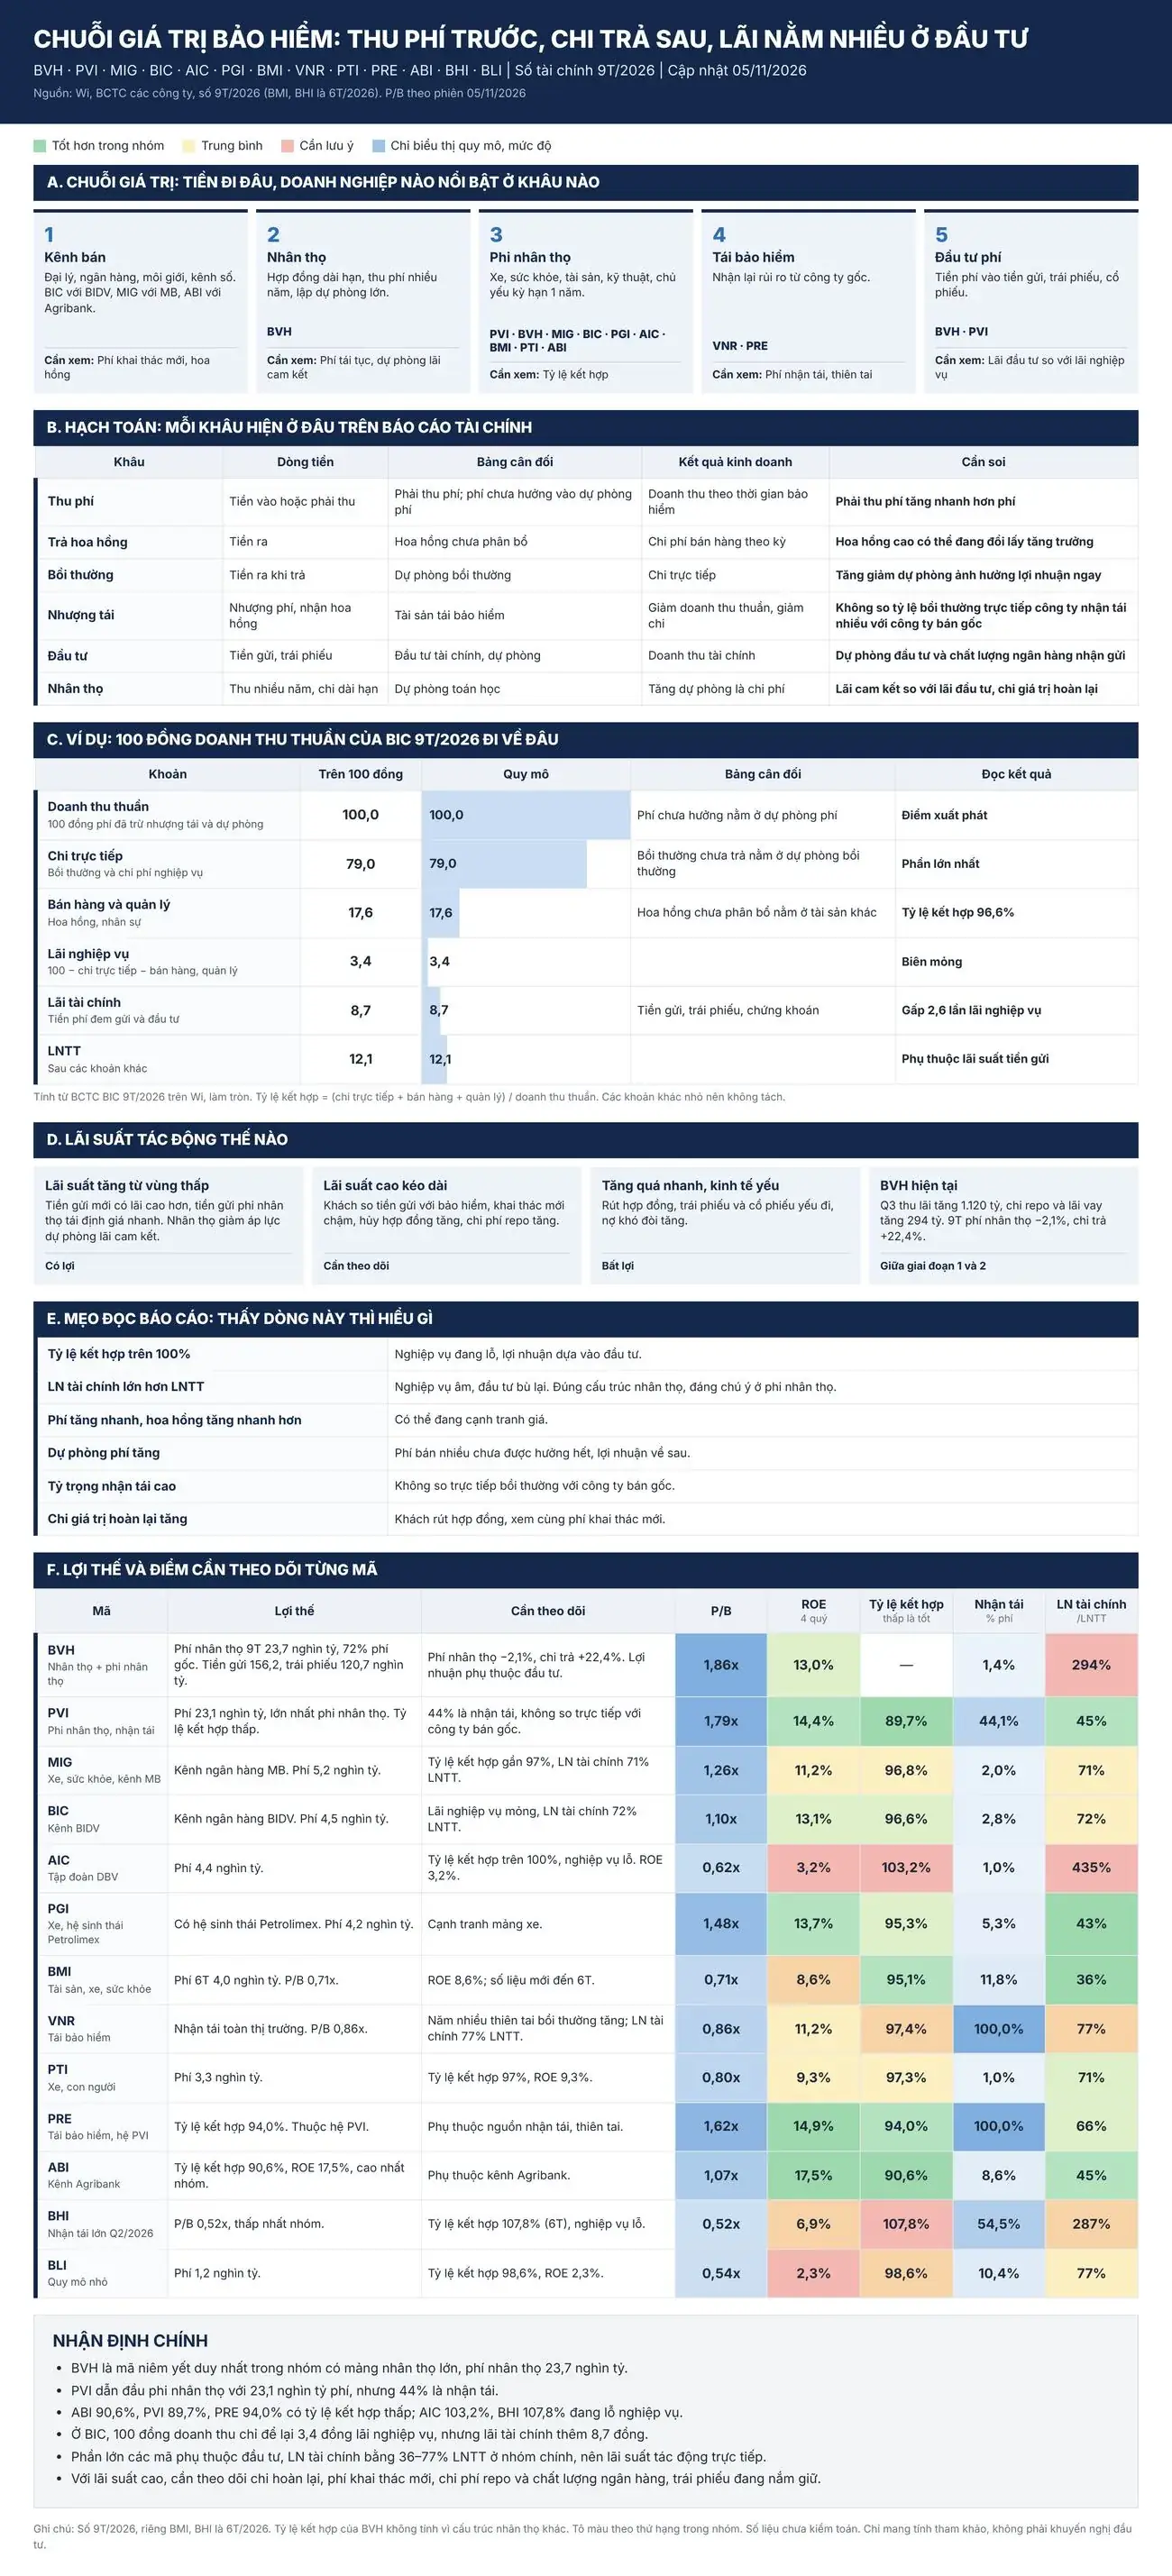 CHUỖI GIÁ TRỊ BẢO HIỂM: THU PHÍ TRƯỚC, CHI TRẢ SAU, LÃI NẰM NHIỀU Ở ĐẦU TƯ
BVH · PVI · MIG · BIC · AIC · PGI · BMI · VNR · PTI · PRE · ABI · BHI · BLI | Số tài chính 9T/2026 | Cập nhật 05/11/2026
Nguồn: Wi, BCTC các công ty, số 9T/2026 (BMI, BHI là 6T/2026). P/B theo phiên 05/11/2026
Tốt hơn trong nhóm
Trung bình
Cần lưu ý
Chỉ biểu thị quy mô, mức độ
A. CHUỖI GIÁ TRỊ: TIỀN ĐI ĐÂU, DOANH NGHIỆP NÀO NỔI BẬT Ở KHÂU NÀO
1
Kênh bán
Đại lý, ngân hàng, môi giới, kênh số.
BIC với BIDV, MIG với MB, ABI với
Agribank.
Cần xem: Phí khai thác mới, hoa
hồng
2
Nhân thọ
Hợp đồng dài hạn, thu phí nhiều
năm, lập dự phòng lớn.
BVH
Cần xem: Phí tái tục, dự phòng lãi
cam kết
3
Phi nhân thọ
Xe, sức khỏe, tài sản, kỹ thuật, chủ
yếu kỳ hạn 1 năm.
PVI · BVH · MIG · BIC · PGI · AIC ·
BMI · PTI · ABI
Cần xem: Tỷ lệ kết hợp
4
Tái bảo hiểm
Nhận lại rủi ro từ công ty gốc.
VNR · PRE
Cần xem: Phí nhận tái, thiên tai
5
Đầu tư phí
Tiền phí vào tiền gửi, trái phiếu, cổ
phiếu.
BVH · PVI
Cần xem: Lãi đầu tư so với lãi nghiệp
vụ
B. HẠCH TOÁN: MỖI KHÂU HIỆN Ở ĐÂU TRÊN BÁO CÁO TÀI CHÍNH
Khâu
Dòng tiền
Bảng cân đối
Kết quả kinh doanh
Cần soi
Thu phí
Tiền vào hoặc phải thu
Phải thu phí; phí chưa hưởng vào dự phòng
phí
Doanh thu theo thời gian bảo
hiểm
Phải thu phí tăng nhanh hơn phí
Trả hoa hồng
Tiền ra
Hoa hồng chưa phân bổ
Chi phí bán hàng theo kỳ
Hoa hồng cao có thể đang đổi lấy tăng trưởng
Bồi thường
Tiền ra khi trả
Dự phòng bồi thường
Chi trực tiếp
Tăng giảm dự phòng ảnh hưởng lợi nhuận ngay
Nhượng tái
Nhượng phí, nhận hoa
hồng
Tài sản tái bảo hiểm
Giảm doanh thu thuần, giảm
chi
Không so tỷ lệ bồi thường trực tiếp công ty nhận tái
nhiều với công ty bán gốc
Đầu tư
Tiền gửi, trái phiếu
Đầu tư tài chính, dự phòng
Doanh thu tài chính
Dự phòng đầu tư và chất lượng ngân hàng nhận gửi
Nhân thọ
Thu nhiều năm, chi dài hạn
Dự phòng toán học
Tăng dự phòng là chi phí
Lãi cam kết so với lãi đầu tư, chi giá trị hoàn lại
C. VÍ DỤ: 100 ĐỒNG DOANH THU THUẦN CỦA BIC 9T/2026 ĐI VỀ ĐÂU
Khoản
Trên 100 đồng
Quy mô
Bảng cân đối
Đọc kết quả
Doanh thu thuần
100 đồng phí đã trừ nhượng tái và dự phòng
100,0
100,0
Phí chưa hưởng nằm ở dự phòng phí
Điểm xuất phát
Chi trực tiếp
Bồi thường và chi phí nghiệp vụ
79,0
79,0
Bồi thường chưa trả nằm ở dự phòng bồi
thường
Phần lớn nhất
Bán hàng và quản lý
Hoa hồng, nhân sự
17,6
17,6
Hoa hồng chưa phân bổ nằm ở tài sản khác
Tỷ lệ kết hợp 96,6%
Lãi nghiệp vụ
100 − chi trực tiếp − bán hàng, quản lý
3,4
3,4
Biên mỏng
Lãi tài chính
Tiền phí đem gửi và đầu tư
8,7
8,7
Tiền gửi, trái phiếu, chứng khoán
Gấp 2,6 lần lãi nghiệp vụ
LNTT
Sau các khoản khác
12,1
12,1
Phụ thuộc lãi suất tiền gửi
Tính từ BCTC BIC 9T/2026 trên Wi, làm tròn. Tỷ lệ kết hợp = (chi trực tiếp + bán hàng + quản lý) / doanh thu thuần. Các khoản khác nhỏ nên không tách.
D. LÃI SUẤT TÁC ĐỘNG THẾ NÀO
Lãi suất tăng từ vùng thấp
Tiền gửi mới có lãi cao hơn, tiền gửi phi nhân
thọ tái định giá nhanh. Nhân thọ giảm áp lực
dự phòng lãi cam kết.
Có lợi
Lãi suất cao kéo dài
Khách so tiền gửi với bảo hiểm, khai thác mới
chậm, hủy hợp đồng tăng, chi phí repo tăng.
Cần theo dõi
Tăng quá nhanh, kinh tế yếu
Rút hợp đồng, trái phiếu và cổ phiếu yếu đi,
nợ khó đòi tăng.
Bất lợi
BVH hiện tại
Q3 thu lãi tăng 1.120 tỷ, chi repo và lãi vay
tăng 294 tỷ. 9T phí nhân thọ −2,1%, chi trả
+22,4%.
Giữa giai đoạn 1 và 2
E. MẸO ĐỌC BÁO CÁO: THẤY DÒNG NÀY THÌ HIỂU GÌ
Tỷ lệ kết hợp trên 100%
Nghiệp vụ đang lỗ, lợi nhuận dựa vào đầu tư.
LN tài chính lớn hơn LNTT
Nghiệp vụ âm, đầu tư bù lại. Đúng cấu trúc nhân thọ, đáng chú ý ở phi nhân thọ.
Phí tăng nhanh, hoa hồng tăng nhanh hơn
Có thể đang cạnh tranh giá.
Dự phòng phí tăng
Phí bán nhiều chưa được hưởng hết, lợi nhuận về sau.
Tỷ trọng nhận tái cao
Không so trực tiếp bồi thường với công ty bán gốc.
Chi giá trị hoàn lại tăng
Khách rút hợp đồng, xem cùng phí khai thác mới.
F. LỢI THẾ VÀ ĐIỂM CẦN THEO DÕI TỪNG MÃ
Mã
Lợi thế
Cần theo dõi
P/B
ROE
4 quý
Tỷ lệ kết hợp
thấp là tốt
Nhận tái
% phí
LN tài chính
/LNTT
BVH
Nhân thọ + phi nhân
thọ
Phí nhân thọ 9T 23,7 nghìn tỷ, 72% phí
gốc. Tiền gửi 156,2, trái phiếu 120,7 nghìn
tỷ.
Phí nhân thọ −2,1%, chi trả +22,4%. Lợi
nhuận phụ thuộc đầu tư.
1,86x
13,0%
—
1,4%
294%
PVI
Phi nhân thọ, nhận tái
Phí 23,1 nghìn tỷ, lớn nhất phi nhân thọ. Tỷ
lệ kết hợp thấp.
44% là nhận tái, không so trực tiếp với
công ty bán gốc.
1,79x
14,4%
89,7%
44,1%
45%
MIG
Xe, sức khỏe, kênh MB
Kênh ngân hàng MB. Phí 5,2 nghìn tỷ.
Tỷ lệ kết hợp gần 97%, LN tài chính 71%
LNTT.
1,26x
11,2%
96,8%
2,0%
71%
BIC
Kênh BIDV
Kênh ngân hàng BIDV. Phí 4,5 nghìn tỷ.
Lãi nghiệp vụ mỏng, LN tài chính 72%
LNTT.
1,10x
13,1%
96,6%
2,8%
72%
AIC
Tập đoàn DBV
Phí 4,4 nghìn tỷ.
Tỷ lệ kết hợp trên 100%, nghiệp vụ lỗ. ROE
3,2%.
0,62x
3,2%
103,2%
1,0%
435%
PGI
Xe, hệ sinh thái
Petrolimex
Có hệ sinh thái Petrolimex. Phí 4,2 nghìn tỷ.
Cạnh tranh mảng xe.
1,48x
13,7%
95,3%
5,3%
43%
BMI
Tài sản, xe, sức khỏe
Phí 6T 4,0 nghìn tỷ. P/B 0,71x.
ROE 8,6%; số liệu mới đến 6T.
0,71x
8,6%
95,1%
11,8%
36%
VNR
Tái bảo hiểm
Nhận tái toàn thị trường. P/B 0,86x.
Năm nhiều thiên tai bồi thường tăng; LN tài
chính 77% LNTT.
0,86x
11,2%
97,4%
100,0%
77%
PTI
Xe, con người
Phí 3,3 nghìn tỷ.
Tỷ lệ kết hợp 97%, ROE 9,3%.
0,80x
9,3%
97,3%
1,0%
71%
PRE
Tái bảo hiểm, hệ PVI
Tỷ lệ kết hợp 94,0%. Thuộc hệ PVI.
Phụ thuộc nguồn nhận tái, thiên tai.
1,62x
14,9%
94,0%
100,0%
66%
ABI
Kênh Agribank
Tỷ lệ kết hợp 90,6%, ROE 17,5%, cao nhất
nhóm.
Phụ thuộc kênh Agribank.
1,07x
17,5%
90,6%
8,6%
45%
BHI
Nhận tái lớn Q2/2026
P/B 0,52x, thấp nhất nhóm.
Tỷ lệ kết hợp 107,8% (6T), nghiệp vụ lỗ.
0,52x
6,9%
107,8%
54,5%
287%
BLI
Quy mô nhỏ
Phí 1,2 nghìn tỷ.
Tỷ lệ kết hợp 98,6%, ROE 2,3%.
0,54x
2,3%
98,6%
10,4%
77%
NHẬN ĐỊNH CHÍNH
• BVH là mã niêm yết duy nhất trong nhóm có mảng nhân thọ lớn, phí nhân thọ 23,7 nghìn tỷ.
• PVI dẫn đầu phi nhân thọ với 23,1 nghìn tỷ phí, nhưng 44% là nhận tái.
• ABI 90,6%, PVI 89,7%, PRE 94,0% có tỷ lệ kết hợp thấp; AIC 103,2%, BHI 107,8% đang lỗ nghiệp vụ.
• Ở BIC, 100 đồng doanh thu chỉ để lại 3,4 đồng lãi nghiệp vụ, nhưng lãi tài chính thêm 8,7 đồng.
• Phần lớn các mã phụ thuộc đầu tư, LN tài chính bằng 36–77% LNTT ở nhóm chính, nên lãi suất tác động trực tiếp.
• Với lãi suất cao, cần theo dõi chi hoàn lại, phí khai thác mới, chi phí repo và chất lượng ngân hàng, trái phiếu đang nắm giữ.
Ghi chú: Số 9T/2026, riêng BMI, BHI là 6T/2026. Tỷ lệ kết hợp của BVH không tính vì cấu trúc nhân thọ khác. Tô màu theo thứ hạng trong nhóm. Số liệu chưa kiểm toán. Chỉ mang tính tham khảo, không phải khuyến nghị đầu
tư.